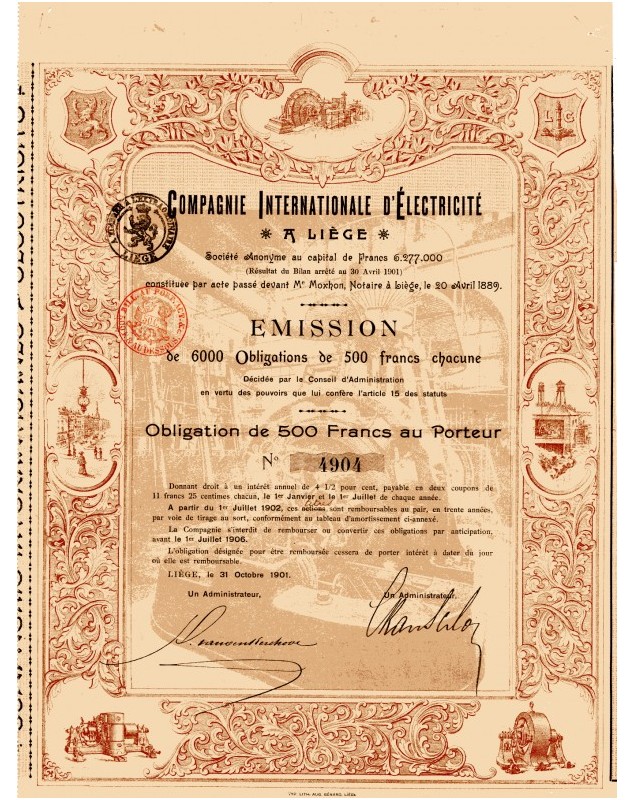 L C
COMPAGNIE INTERNATIONALE D'ÉLECTRICITÉ
A LIÈGE
Société Anonyme au capital de Francs 6.277.000
(Résultat du Bilan arrêté au 30 Avril 1901)
constituée par acte passé devant Me Moxhon, Notaire à Liège, le 20 Avril 1889.
EMISSION
de 6000 Obligations de 500 francs chacune
Décidée par le Conseil d'Administration
en vertu des pouvoirs que lui confère l'article 15 des statuts
Obligation de 500 Francs au Porteur
No 4904
Donnant droit à un intérêt annuel de 4 1/2 pour cent, payable en deux coupons de
11 francs 25 centimes chacun, le 1er Janvier et le 1er Juillet de chaque année.
A partir du 1er Juillet 1902, ces actions sont remboursables au pair, en trente années,
par voie de tirage au sort, conformément au tableau d'amortissement ci-annexé.
La Compagnie s'interdit de rembourser ou convertir ces obligations par anticipation,
avant le 1er Juillet 1906.
L'obligation désignée pour être remboursée cessera de porter intérêt à dater du jour
où elle est remboursable.
LIÈGE, le 31 Octobre 1901.
Un Administrateur, Un Administrateur,
IMP. LITH. AUG. BÉNARD, LIÈGE